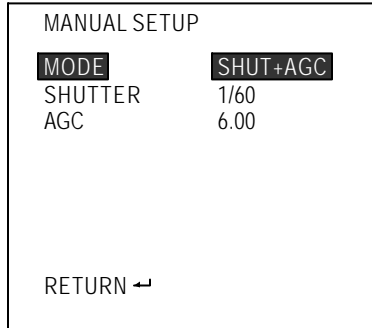 MANUAL SETUP
MODE SHUT+AGC
SHUTTER 1/60
AGC 6.00
RETURN ↵